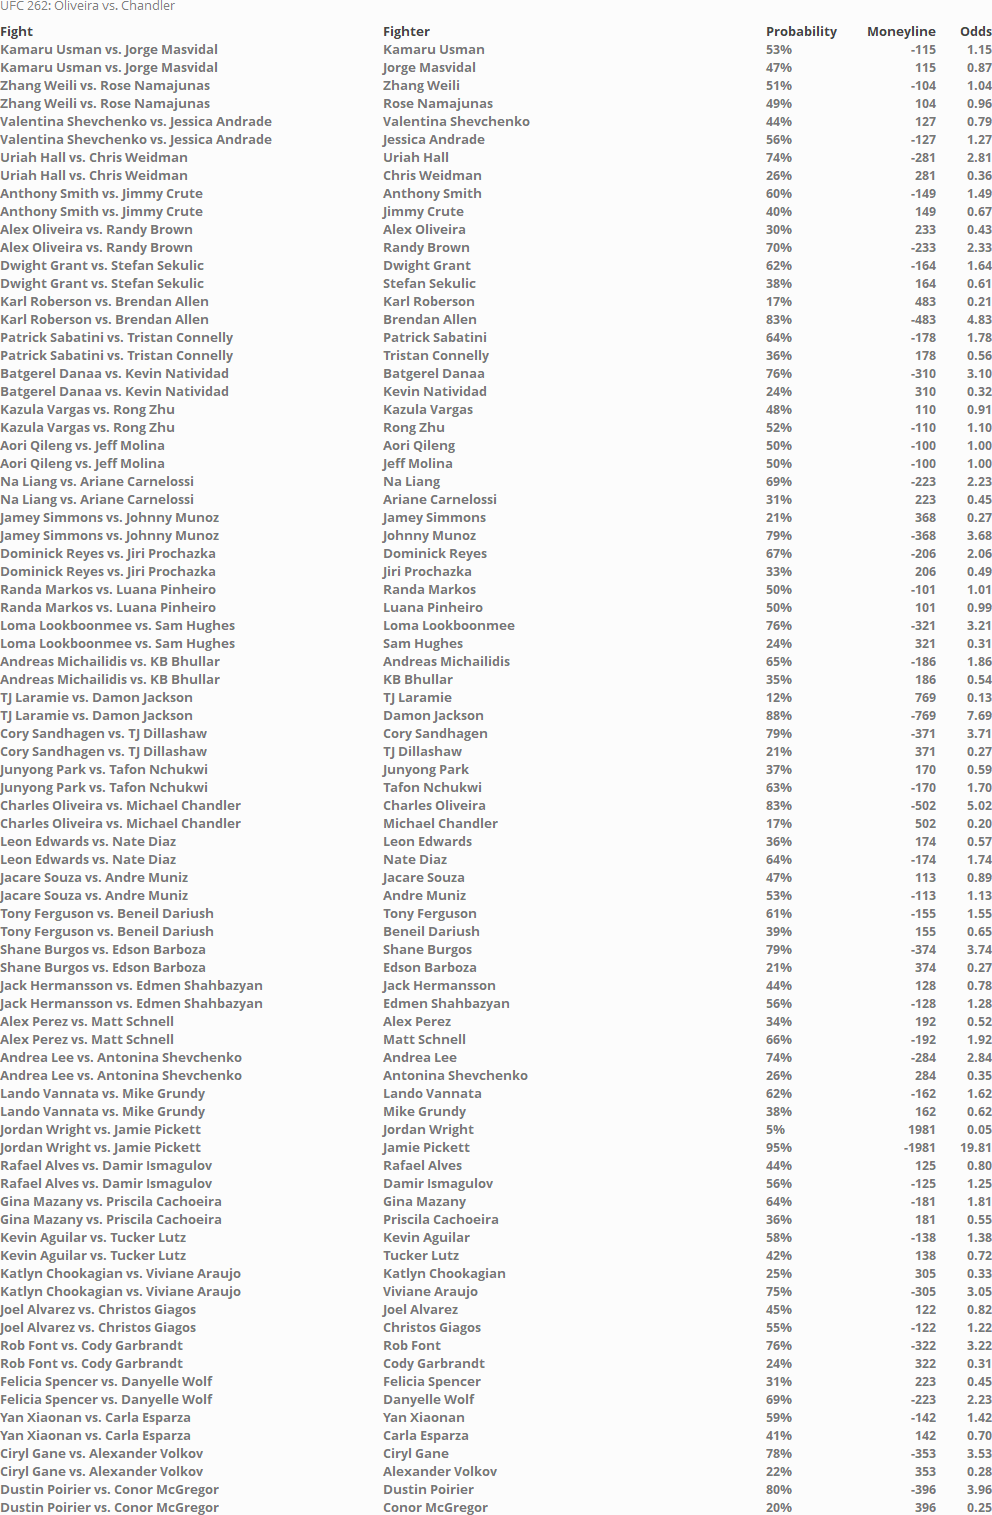 UFC 262: Oliveira vs. Chandler
Fight Fighter Probability Moneyline Odds
Kamaru Usman vs. Jorge Masvidal Kamaru Usman 53% -115 1.15
Kamaru Usman vs. Jorge Masvidal Jorge Masvidal 47% 115 0.87
Zhang Weili vs. Rose Namajunas Zhang Weili 51% -104 1.04
Zhang Weili vs. Rose Namajunas Rose Namajunas 49% 104 0.96
Valentina Shevchenko vs. Jessica Andrade Valentina Shevchenko 44% 127 0.79
Valentina Shevchenko vs. Jessica Andrade Jessica Andrade 56% -127 1.27
Uriah Hall vs. Chris Weidman Uriah Hall 74% -281 2.81
Uriah Hall vs. Chris Weidman Chris Weidman 26% 281 0.36
Anthony Smith vs. Jimmy Crute Anthony Smith 60% -149 1.49
Anthony Smith vs. Jimmy Crute Jimmy Crute 40% 149 0.67
Alex Oliveira vs. Randy Brown Alex Oliveira 30% 233 0.43
Alex Oliveira vs. Randy Brown Randy Brown 70% -233 2.33
Dwight Grant vs. Stefan Sekulic Dwight Grant 62% -164 1.64
Dwight Grant vs. Stefan Sekulic Stefan Sekulic 38% 164 0.61
Karl Roberson vs. Brendan Allen Karl Roberson 17% 483 0.21
Karl Roberson vs. Brendan Allen Brendan Allen 83% -483 4.83
Patrick Sabatini vs. Tristan Connelly Patrick Sabatini 64% -178 1.78
Patrick Sabatini vs. Tristan Connelly Tristan Connelly 36% 178 0.56
Batgerel Danaa vs. Kevin Natividad Batgerel Danaa 76% -310 3.10
Batgerel Danaa vs. Kevin Natividad Kevin Natividad 24% 310 0.32
Kazula Vargas vs. Rong Zhu Kazula Vargas 48% 110 0.91
Kazula Vargas vs. Rong Zhu Rong Zhu 52% -110 1.10
Aori Qileng vs. Jeff Molina Aori Qileng 50% -100 1.00
Aori Qileng vs. Jeff Molina Jeff Molina 50% -100 1.00
Na Liang vs. Ariane Carnelossi Na Liang 69% -223 2.23
Na Liang vs. Ariane Carnelossi Ariane Carnelossi 31% 223 0.45
Jamey Simmons vs. Johnny Munoz Jamey Simmons 21% 368 0.27
Jamey Simmons vs. Johnny Munoz Johnny Munoz 79% -368 3.68
Dominick Reyes vs. Jiri Prochazka Dominick Reyes 67% -206 2.06
Dominick Reyes vs. Jiri Prochazka Jiri Prochazka 33% 206 0.49
Randa Markos vs. Luana Pinheiro Randa Markos 50% -101 1.01
Randa Markos vs. Luana Pinheiro Luana Pinheiro 50% 101 0.99
Loma Lookboonmee vs. Sam Hughes Loma Lookboonmee 76% -321 3.21
Loma Lookboonmee vs. Sam Hughes Sam Hughes 24% 321 0.31
Andreas Michailidis vs. KB Bhullar Andreas Michailidis 65% -186 1.86
Andreas Michailidis vs. KB Bhullar KB Bhullar 35% 186 0.54
TJ Laramie vs. Damon Jackson TJ Laramie 12% 769 0.13
TJ Laramie vs. Damon Jackson Damon Jackson 88% -769 7.69
Cory Sandhagen vs. TJ Dillashaw Cory Sandhagen 79% -371 3.71
Cory Sandhagen vs. TJ Dillashaw TJ Dillashaw 21% 371 0.27
Junyong Park vs. Tafon Nchukwi Junyong Park 37% 170 0.59
Junyong Park vs. Tafon Nchukwi Tafon Nchukwi 63% -170 1.70
Charles Oliveira vs. Michael Chandler Charles Oliveira 83% -502 5.02
Charles Oliveira vs. Michael Chandler Michael Chandler 17% 502 0.20
Leon Edwards vs. Nate Diaz Leon Edwards 36% 174 0.57
Leon Edwards vs. Nate Diaz Nate Diaz 64% -174 1.74
Jacare Souza vs. Andre Muniz Jacare Souza 47% 113 0.89
Jacare Souza vs. Andre Muniz Andre Muniz 53% -113 1.13
Tony Ferguson vs. Beneil Dariush Tony Ferguson 61% -155 1.55
Tony Ferguson vs. Beneil Dariush Beneil Dariush 39% 155 0.65
Shane Burgos vs. Edson Barboza Shane Burgos 79% -374 3.74
Shane Burgos vs. Edson Barboza Edson Barboza 21% 374 0.27
Jack Hermansson vs. Edmen Shahbazyan Jack Hermansson 44% 128 0.78
Jack Hermansson vs. Edmen Shahbazyan Edmen Shahbazyan 56% -128 1.28
Alex Perez vs. Matt Schnell Alex Perez 34% 192 0.52
Alex Perez vs. Matt Schnell Matt Schnell 66% -192 1.92
Andrea Lee vs. Antonina Shevchenko Andrea Lee 74% -284 2.84
Andrea Lee vs. Antonina Shevchenko Antonina Shevchenko 26% 284 0.35
Lando Vannata vs. Mike Grundy Lando Vannata 62% -162 1.62
Lando Vannata vs. Mike Grundy Mike Grundy 38% 162 0.62
Jordan Wright vs. Jamie Pickett Jordan Wright 5% 1981 0.05
Jordan Wright vs. Jamie Pickett Jamie Pickett 95% -1981 19.81
Rafael Alves vs. Damir Ismagulov Rafael Alves 44% 125 0.80
Rafael Alves vs. Damir Ismagulov Damir Ismagulov 56% -125 1.25
Gina Mazany vs. Priscila Cachoeira Gina Mazany 64% -181 1.81
Gina Mazany vs. Priscila Cachoeira Priscila Cachoeira 36% 181 0.55
Kevin Aguilar vs. Tucker Lutz Kevin Aguilar 58% -138 1.38
Kevin Aguilar vs. Tucker Lutz Tucker Lutz 42% 138 0.72
Katlyn Chookagian vs. Viviane Araujo Katlyn Chookagian 25% 305 0.33
Katlyn Chookagian vs. Viviane Araujo Viviane Araujo 75% -305 3.05
Joel Alvarez vs. Christos Giagos Joel Alvarez 45% 122 0.82
Joel Alvarez vs. Christos Giagos Christos Giagos 55% -122 1.22
Rob Font vs. Cody Garbrandt Rob Font 76% -322 3.22
Rob Font vs. Cody Garbrandt Cody Garbrandt 24% 322 0.31
Felicia Spencer vs. Danyelle Wolf Felicia Spencer 31% 223 0.45
Felicia Spencer vs. Danyelle Wolf Danyelle Wolf 69% -223 2.23
Yan Xiaonan vs. Carla Esparza Yan Xiaonan 59% -142 1.42
Yan Xiaonan vs. Carla Esparza Carla Esparza 41% 142 0.70
Ciryl Gane vs. Alexander Volkov Ciryl Gane 78% -353 3.53
Ciryl Gane vs. Alexander Volkov Alexander Volkov 22% 353 0.28
Dustin Poirier vs. Conor McGregor Dustin Poirier 80% -396 3.96
Dustin Poirier vs. Conor McGregor Conor McGregor 20% 396 0.25